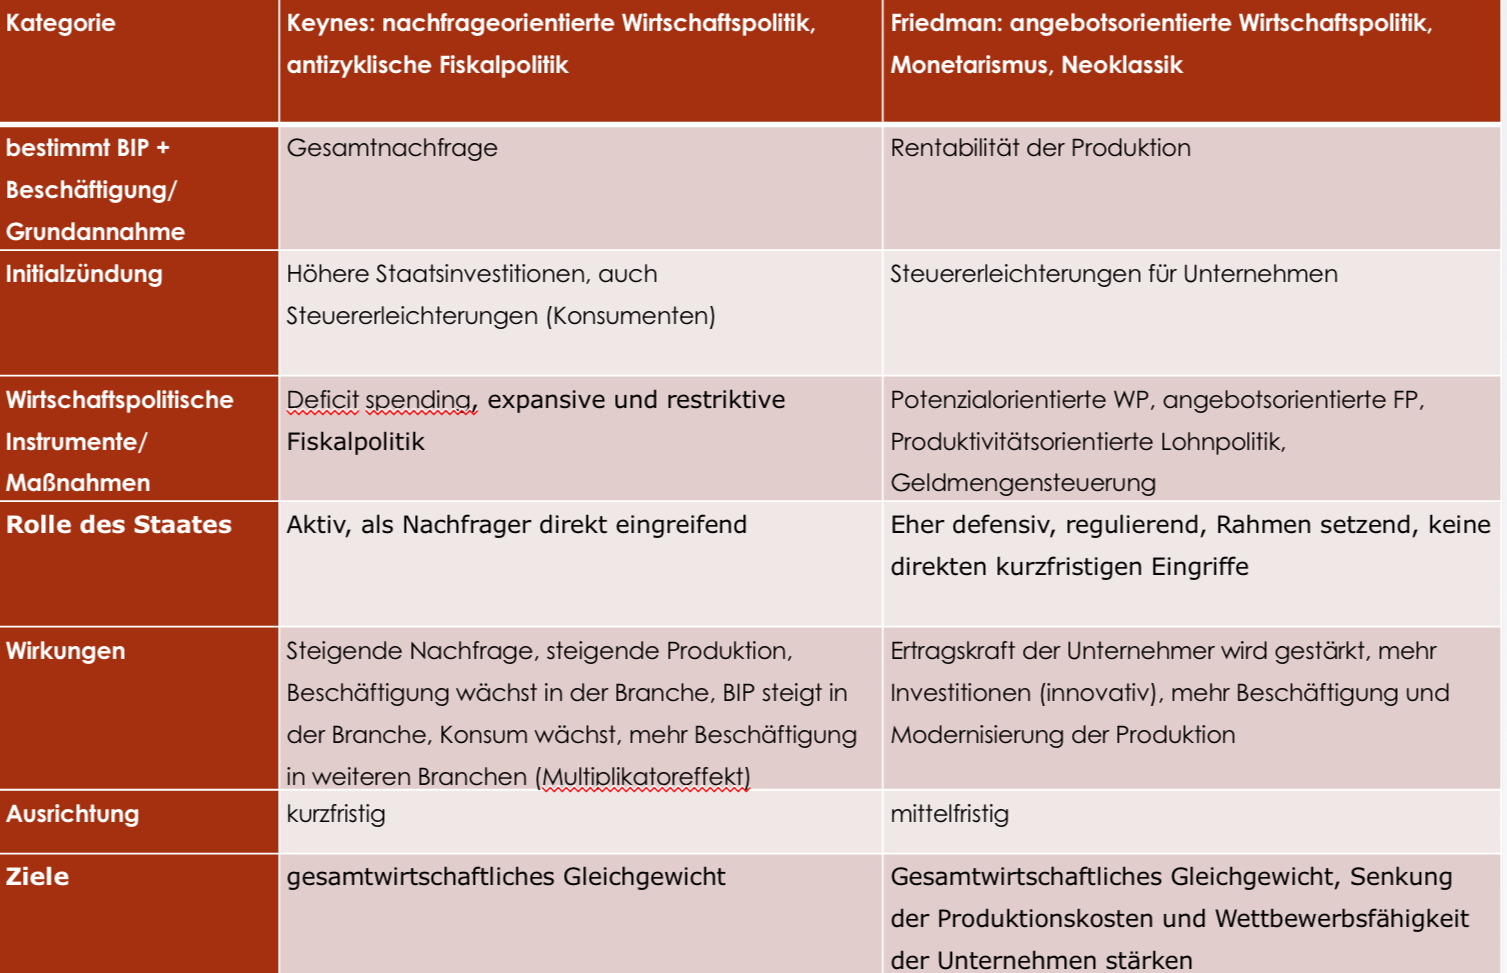 Kategorie
Keynes: nachfrageorientierte Wirtschaftspolitik,
antizyklische Fiskalpolitik
Friedman: angebotsorientierte Wirtschaftspolitik,
Monetarismus, Neoklassik
bestimmt BIP +
Beschäftigung/
Grundannahme
Gesamtnachfrage
Rentabilität der Produktion
Initialzündung
Höhere Staatsinvestitionen, auch
Steuererleichterungen (Konsumenten)
Steuererleichterungen für Unternehmen
Wirtschaftspolitische
Instrumente/
Maßnahmen
Deficit spending, expansive und restriktive
Fiskalpolitik
Potenzialorientierte WP, angebotsorientierte FP,
Produktivitätsorientierte Lohnpolitik,
Geldmengensteuerung
Rolle des Staates
Aktiv, als Nachfrager direkt eingreifend
Eher defensiv, regulierend, Rahmen setzend, keine
direkten kurzfristigen Eingriffe
Wirkungen
Steigende Nachfrage, steigende Produktion,
Beschäftigung wächst in der Branche, BIP steigt in
der Branche, Konsum wächst, mehr Beschäftigung
in weiteren Branchen (Multiplikatoreffekt)
Ertragskraft der Unternehmer wird gestärkt, mehr
Investitionen (innovativ), mehr Beschäftigung und
Modernisierung der Produktion
Ausrichtung
kurzfristig
mittelfristig
Ziele
gesamtwirtschaftliches Gleichgewicht
Gesamtwirtschaftliches Gleichgewicht, Senkung
der Produktionskosten und Wettbewerbsfähigkeit
der Unternehmen stärken